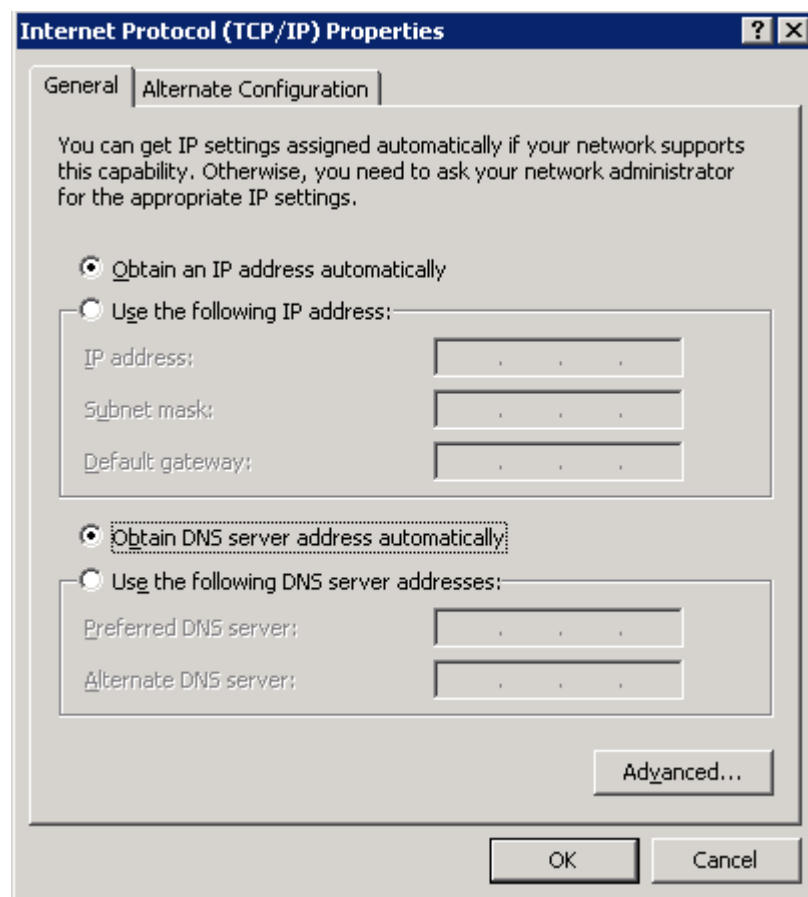 Internet Protocol (TCP/IP) Properties
General
Alternate Configuration
You can get IP settings assigned automatically if your network supports
this capability. Otherwise, you need to ask your network administrator
for the appropriate IP settings.
Obtain an IP address automatically
Use the following IP address:
IP address:
Subnet mask:
Default gateway:
Obtain DNS server address automatically
Use the following DNS server addresses:
Preferred DNS server:
Alternate DNS server:
Advanced...
OK
Cancel